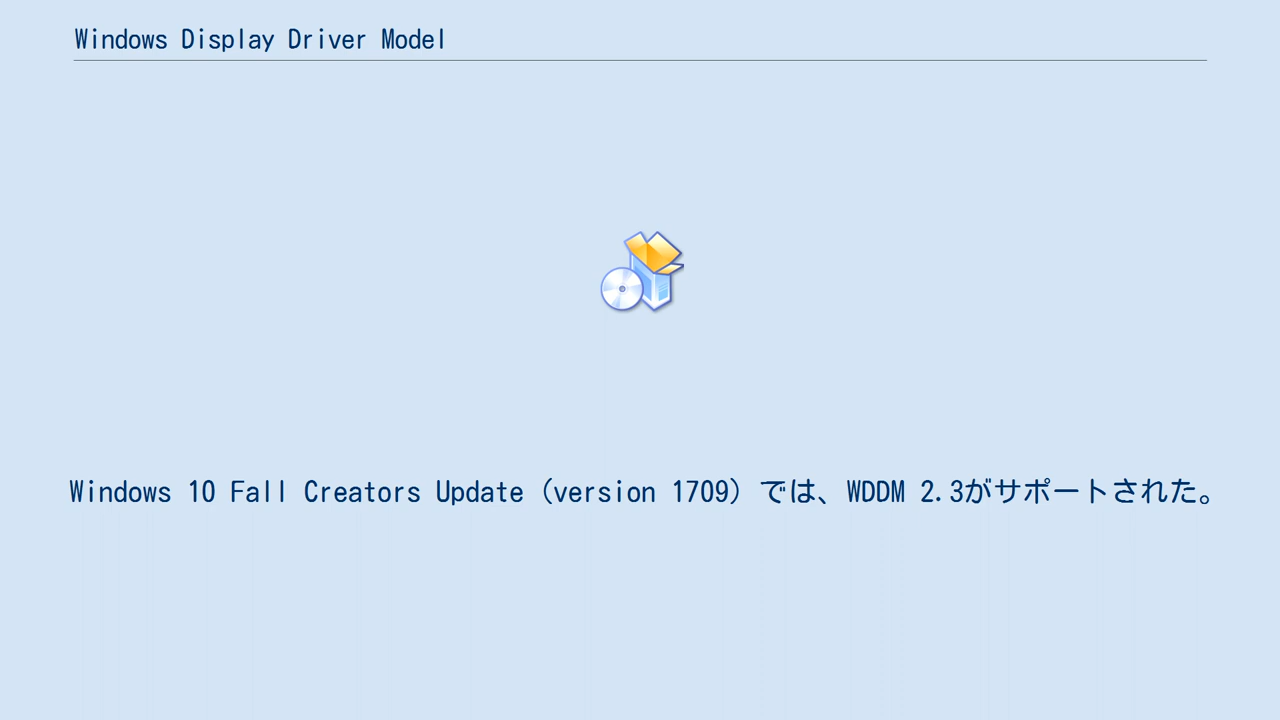 Windows Display Driver Model
Windows 10 Fall Creators Update（version 1709）では、WDDM 2.3がサポートされた。